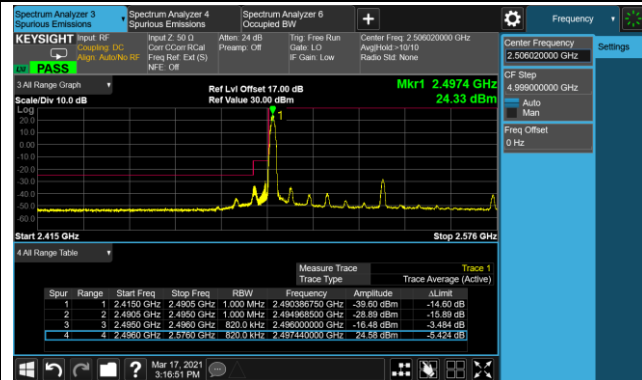 Spectrum Analyzer 3
Spurious Emissions
Spectrum Analyzer 4
Spurious Emissions
Spectrum Analyzer 6
Occupied BW
Frequency
KEYSIGHT
Input: RF
Coupling: DC
Align: Auto/No RF
Input Z: 50 Ω
Corr CCorr RCal
Freq Ref: Ext (S)
NFE: Off
Atten: 24 dB
Preamp: Off
Trig: Free Run
Gate: LO
IF Gain: Low
Center Freq: 2.506020000 GHz
Avg|Hold:>10/10
Radio Std: None
PASS
3 All Range Graph
Scale/Div 10.0 dB
Ref Lvl Offset 17.00 dB
Ref Value 30.00 dBm
Mkr1 2.4974 GHz
24.33 dBm
Log
20.0
10.0
0.00
-10.0
-20.0
-30.0
-40.0
-50.0
-60.0
1
Start 2.415 GHz
Stop 2.576 GHz
4 All Range Table
Measure Trace Trace 1
Trace Type Trace Average (Active)
Spur Range Start Freq Stop Freq RBW Frequency Amplitude ΔLimit
1 1 2.4150 GHz 2.4905 GHz 1.000 MHz 2.490386750 GHz -39.60 dBm -14.60 dB
2 2 2.4905 GHz 2.4950 GHz 1.000 MHz 2.494968500 GHz -28.89 dBm -15.89 dB
3 3 2.4950 GHz 2.4960 GHz 820.0 kHz 2.496000000 GHz -16.48 dBm -3.484 dB
4 4 2.4960 GHz 2.5760 GHz 820.0 kHz 2.497440000 GHz 24.58 dBm -5.424 dB
Center Frequency
2.506020000 GHz
Settings
CF Step
4.999000000 GHz
Auto
Man
Freq Offset
0 Hz
Mar 17, 2021
3:16:51 PM